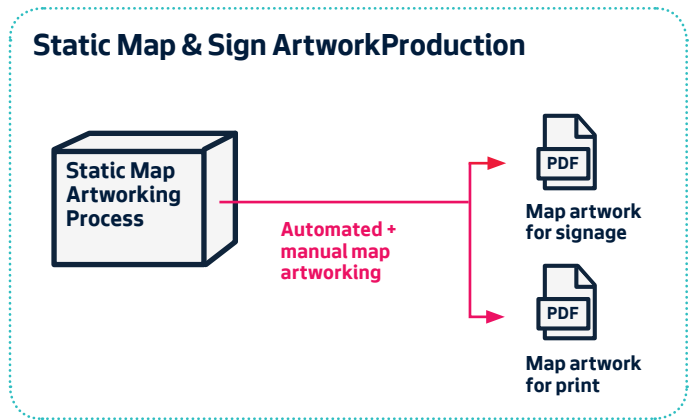 Static Map & Sign ArtworkProduction
Static Map
Artworking
Process
Automated +
manual map
artworking
PDF
Map artwork
for signage
PDF
Map artwork
for print